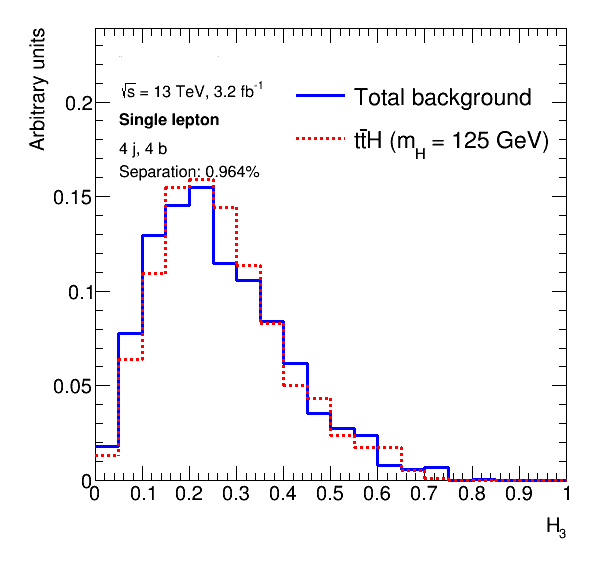 Arbitrary units
√s = 13 TeV, 3.2 fb⁻¹
Single lepton
4 j, 4 b
Separation: 0.964%
Total background
tt̄H (m_H = 125 GeV)
0.2
0.15
0.1
0.05
0
0 0.1 0.2 0.3 0.4 0.5 0.6 0.7 0.8 0.9 1
H₃